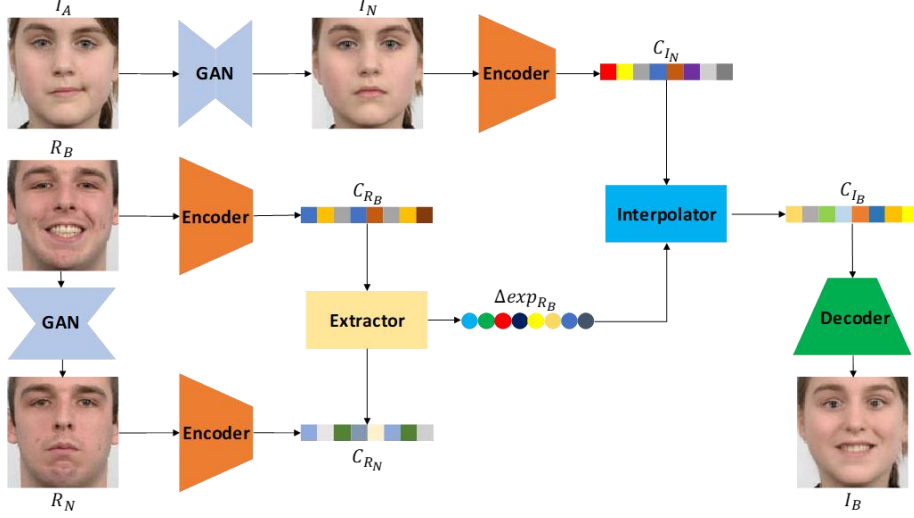 I_A
I_N
GAN
Encoder
C_{I_N}
R_B
Encoder
C_{R_B}
Interpolator
C_{I_B}
GAN
Extractor
Δexp_{R_B}
Decoder
Encoder
C_{R_N}
R_N
I_B